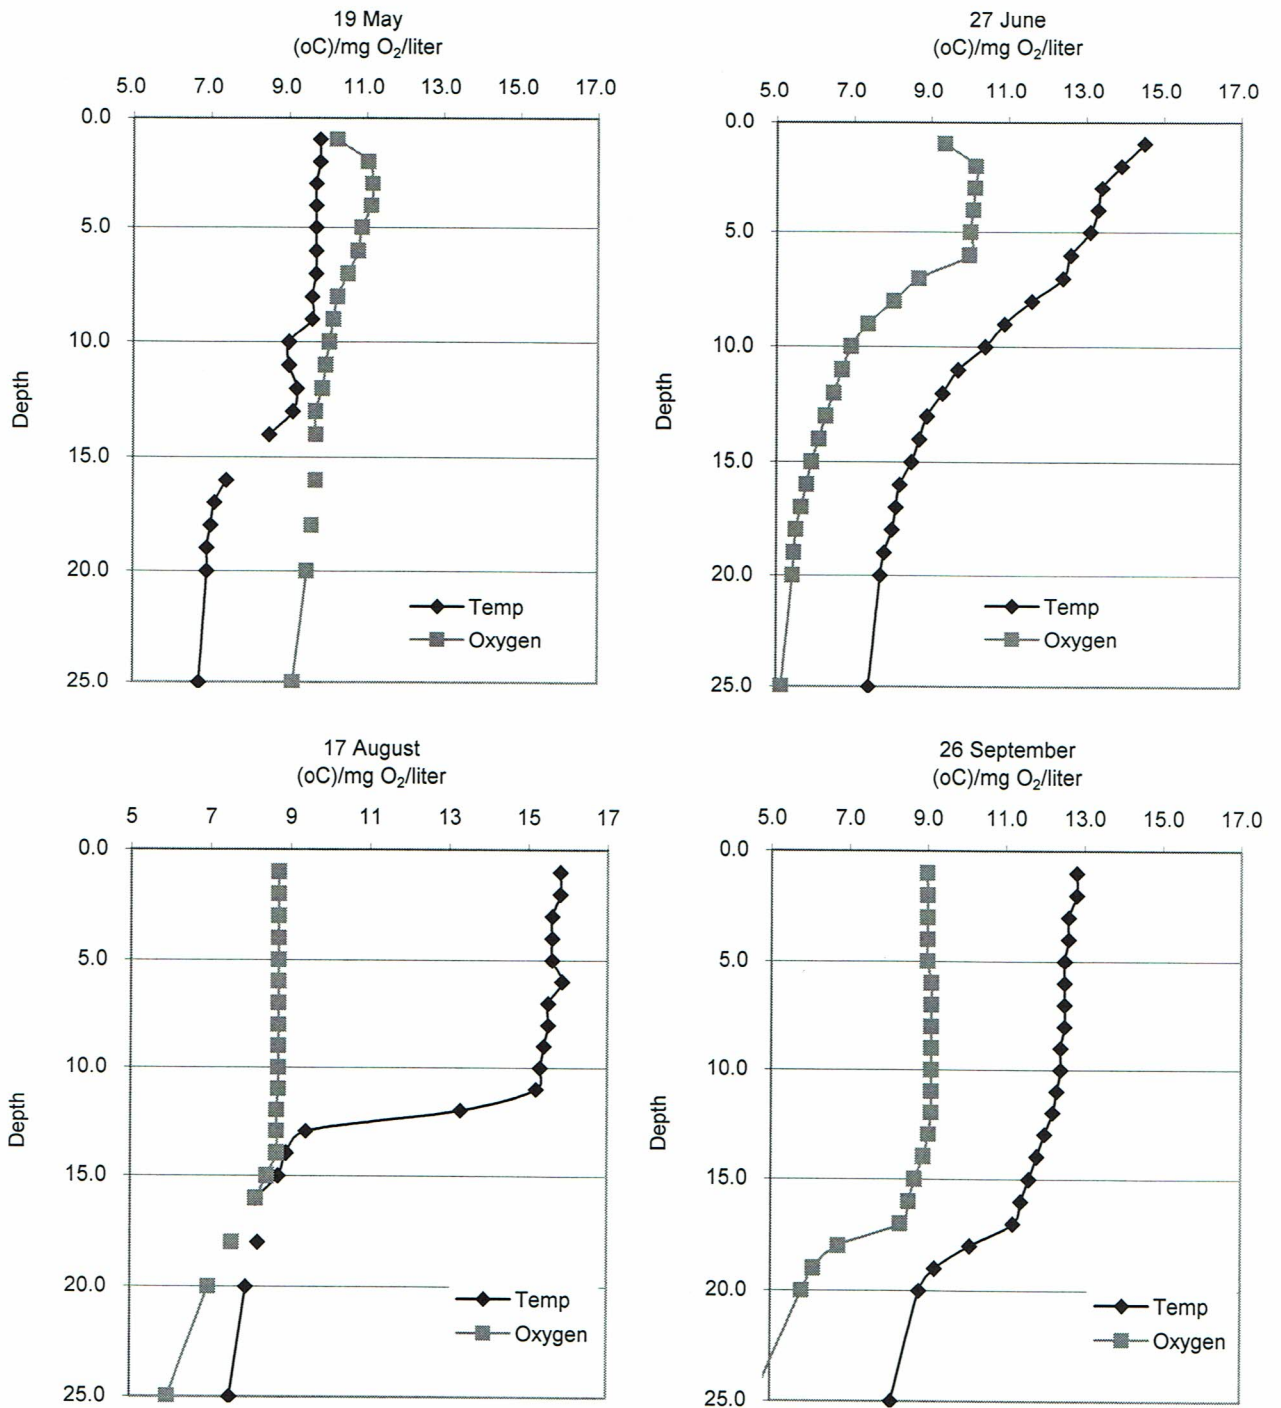 19 May
(oC)/mg O₂/liter
5.0 7.0 9.0 11.0 13.0 15.0 17.0
0.0
5.0
10.0
15.0
20.0
25.0
Depth
Temp
Oxygen
27 June
(oC)/mg O₂/liter
5.0 7.0 9.0 11.0 13.0 15.0 17.0
0.0
5.0
10.0
15.0
20.0
25.0
Depth
Temp
Oxygen
17 August
(oC)/mg O₂/liter
5 7 9 11 13 15 17
0.0
5.0
10.0
15.0
20.0
25.0
Depth
Temp
Oxygen
26 September
(oC)/mg O₂/liter
5.0 7.0 9.0 11.0 13.0 15.0 17.0
0.0
5.0
10.0
15.0
20.0
25.0
Depth
Temp
Oxygen